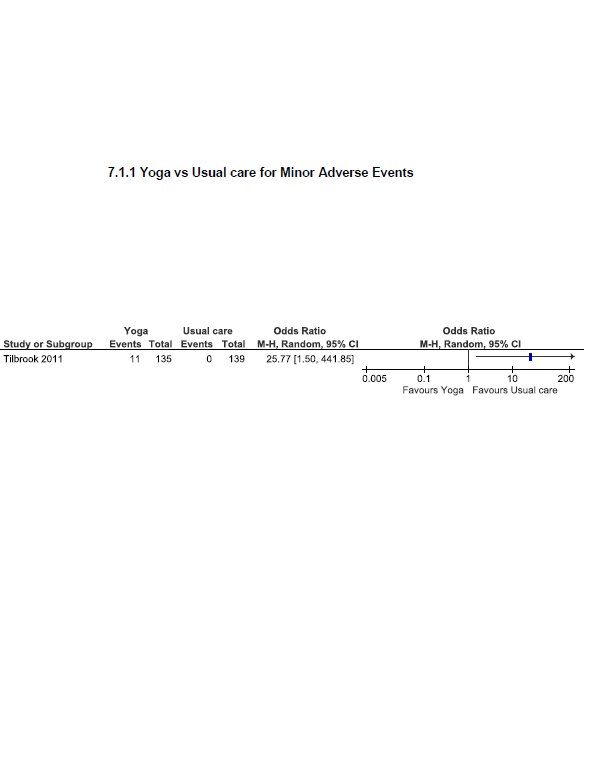 7.1.1 Yoga vs Usual care for Minor Adverse Events
Yoga Usual care Odds Ratio Odds Ratio
Study or Subgroup Events Total Events Total M-H, Random, 95% CI M-H, Random, 95% CI
Tilbrook 2011 11 135 0 139 25.77 [1.50, 441.85]
0.005 0.1 1 10 200
Favours Yoga Favours Usual care